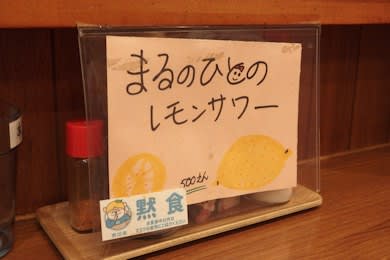 まるのひとの
レモンサワー
500えん
黙食